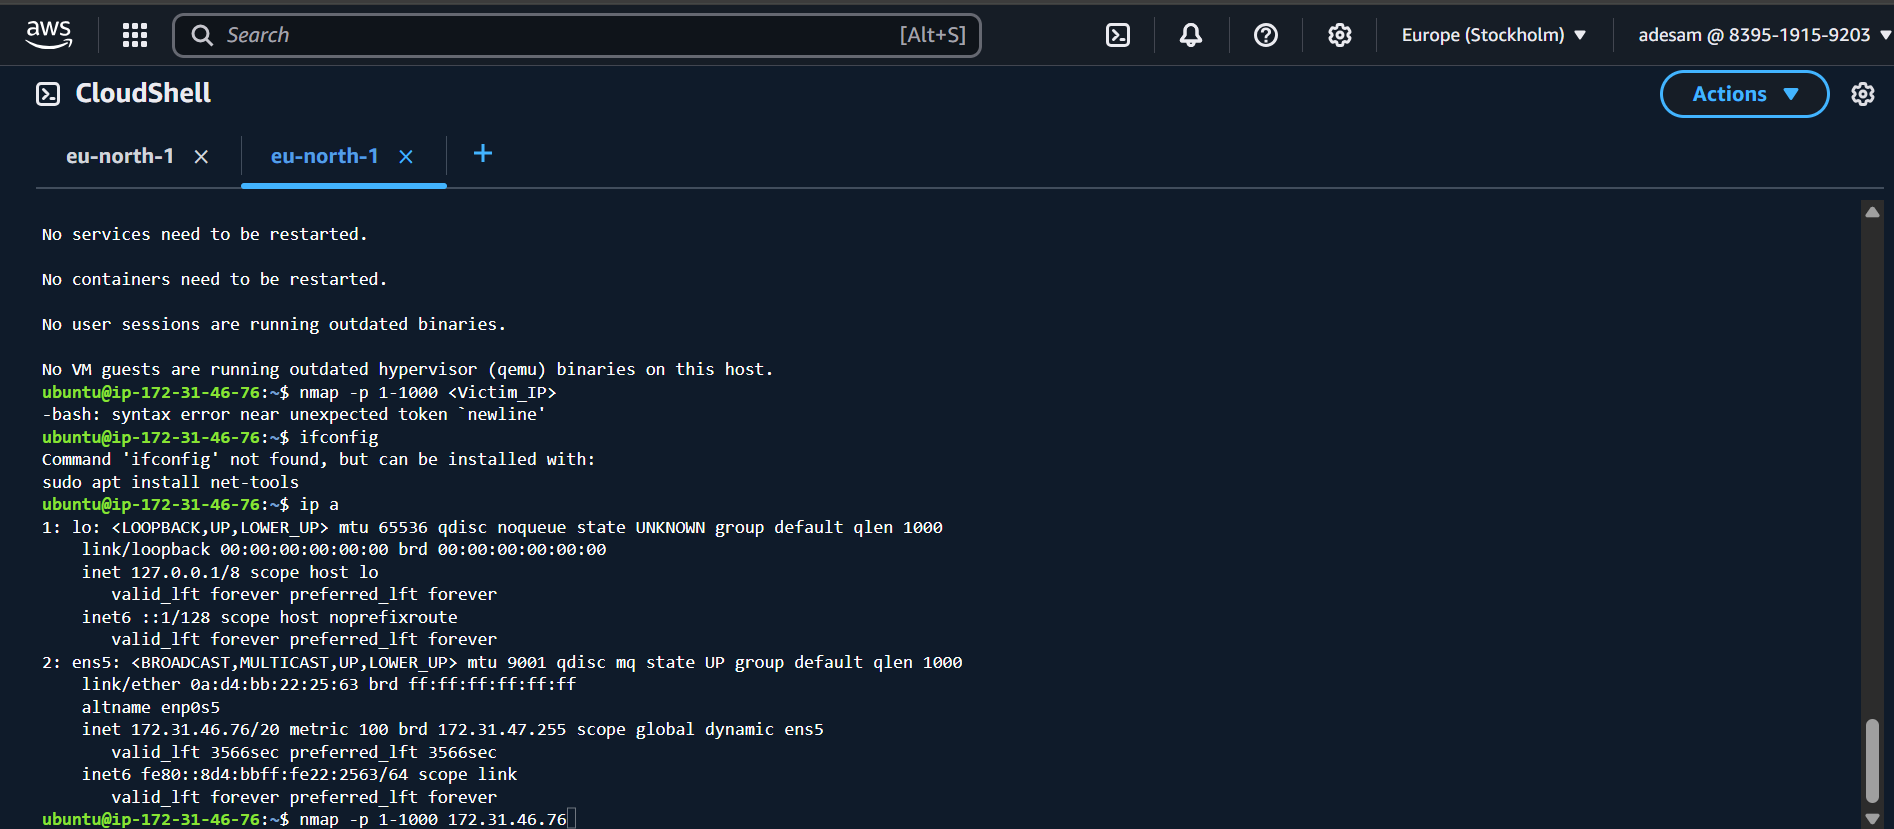 aws
Search [Alt+S]
Europe (Stockholm) ▼
adesam @ 8395-1915-9203 ▼
CloudShell
Actions ▼
eu-north-1 ×
eu-north-1 ×
+
No services need to be restarted.
No containers need to be restarted.
No user sessions are running outdated binaries.
No VM guests are running outdated hypervisor (qemu) binaries on this host.
ubuntu@ip-172-31-46-76:~$ nmap -p 1-1000 <Victim_IP>
-bash: syntax error near unexpected token `newline'
ubuntu@ip-172-31-46-76:~$ ifconfig
Command 'ifconfig' not found, but can be installed with:
sudo apt install net-tools
ubuntu@ip-172-31-46-76:~$ ip a
1: lo: <LOOPBACK,UP,LOWER_UP> mtu 65536 qdisc noqueue state UNKNOWN group default qlen 1000
    link/loopback 00:00:00:00:00:00 brd 00:00:00:00:00:00
    inet 127.0.0.1/8 scope host lo
       valid_lft forever preferred_lft forever
    inet6 ::1/128 scope host noprefixroute
       valid_lft forever preferred_lft forever
2: ens5: <BROADCAST,MULTICAST,UP,LOWER_UP> mtu 9001 qdisc mq state UP group default qlen 1000
    link/ether 0a:d4:bb:22:25:63 brd ff:ff:ff:ff:ff:ff
    altname enp0s5
    inet 172.31.46.76/20 metric 100 brd 172.31.47.255 scope global dynamic ens5
       valid_lft 3566sec preferred_lft 3566sec
    inet6 fe80::8d4:bbff:fe22:2563/64 scope link
       valid_lft forever preferred_lft forever
ubuntu@ip-172-31-46-76:~$ nmap -p 1-1000 172.31.46.76